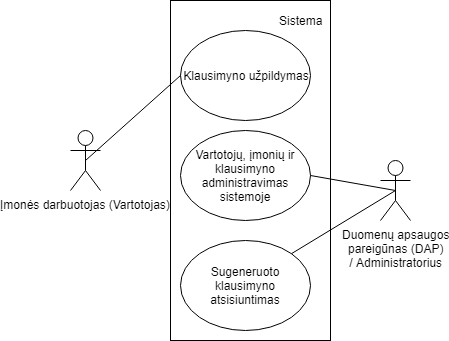 Sistema
Klausimyno užpildymas
Vartotojų, įmonių ir
klausimyno
administravimas
sistemoje
Įmonės darbuotojas (Vartotojas)
Duomenų apsaugos
pareigūnas (DAP)
/ Administratorius
Sugeneruoto
klausimyno
atsisiuntimas